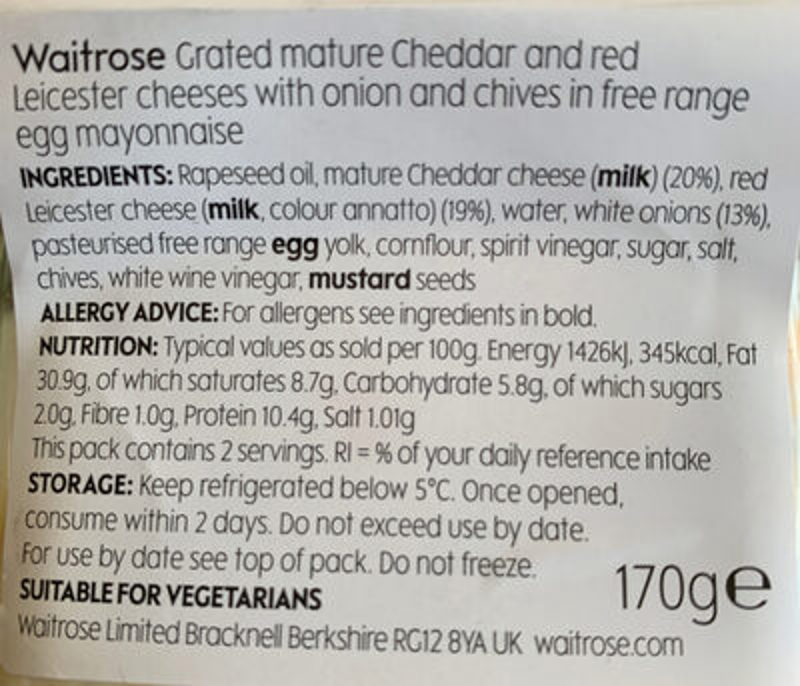 Waitrose Grated mature Cheddar and red
Leicester cheeses with onion and chives in free range
egg mayonnaise
INGREDIENTS: Rapeseed oil, mature Cheddar cheese (milk) (20%), red
Leicester cheese (milk, colour annatto) (19%), water, white onions (13%),
pasteurised free range egg yolk, cornflour, spirit vinegar, sugar, salt,
chives, white wine vinegar, mustard seeds
ALLERGY ADVICE: For allergens see ingredients in bold.
NUTRITION: Typical values as sold per 100g. Energy 1426kJ, 345kcal, Fat
30.9g, of which saturates 8.7g, Carbohydrate 5.8g, of which sugars
2.0g, Fibre 1.0g, Protein 10.4g, Salt 1.01g
This pack contains 2 servings. RI = % of your daily reference intake
STORAGE: Keep refrigerated below 5°C. Once opened,
consume within 2 days. Do not exceed use by date.
For use by date see top of pack. Do not freeze.
170g e
SUITABLE FOR VEGETARIANS
Waitrose Limited Bracknell Berkshire RG12 8YA UK waitrose.com